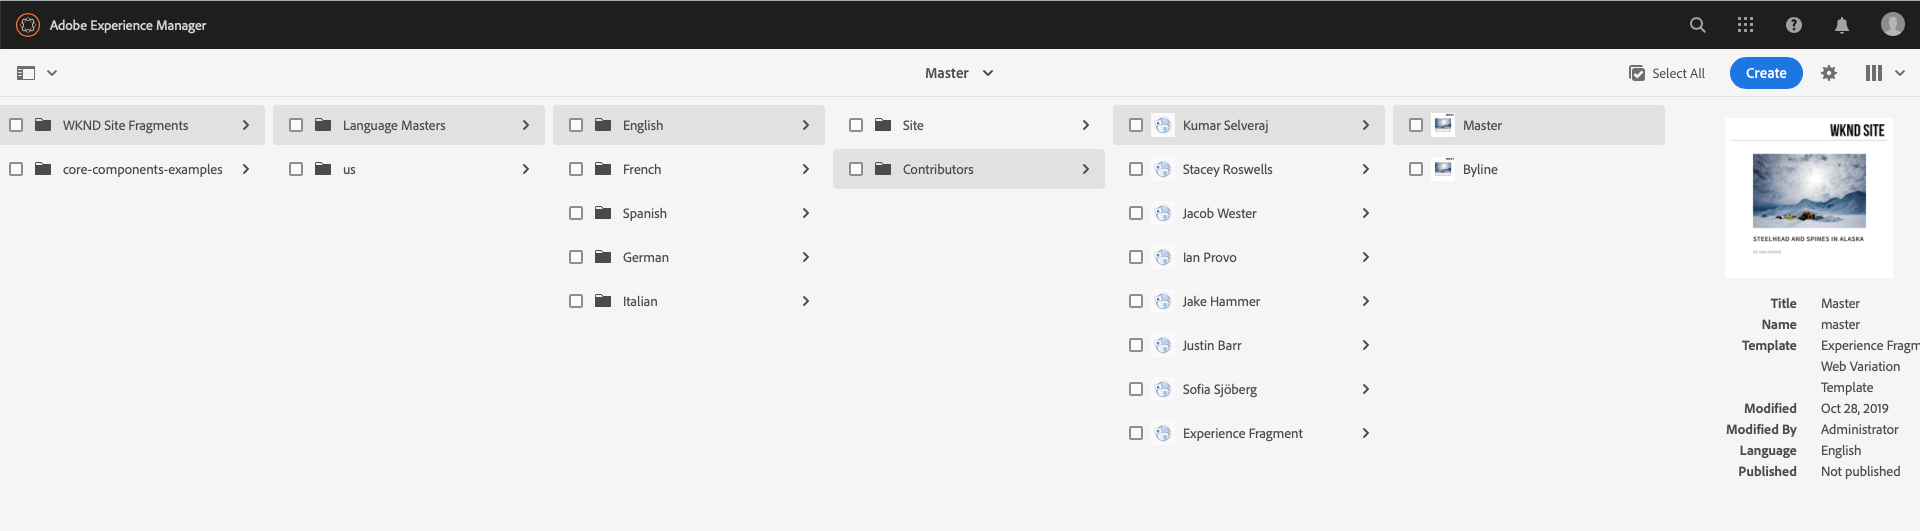 Adobe Experience Manager
Master
Select All
Create
WKND Site Fragments
core-components-examples
Language Masters
us
English
French
Spanish
German
Italian
Site
Contributors
Kumar Selveraj
Stacey Roswells
Jacob Wester
Ian Provo
Jake Hammer
Justin Barr
Sofia Sjöberg
Experience Fragment
Master
Byline
WKND SITE
STEELHEAD AND SPINES IN ALASKA
Title Master
Name master
Template Experience Fragm
Web Variation
Template
Modified Oct 28, 2019
Modified By Administrator
Language English
Published Not published